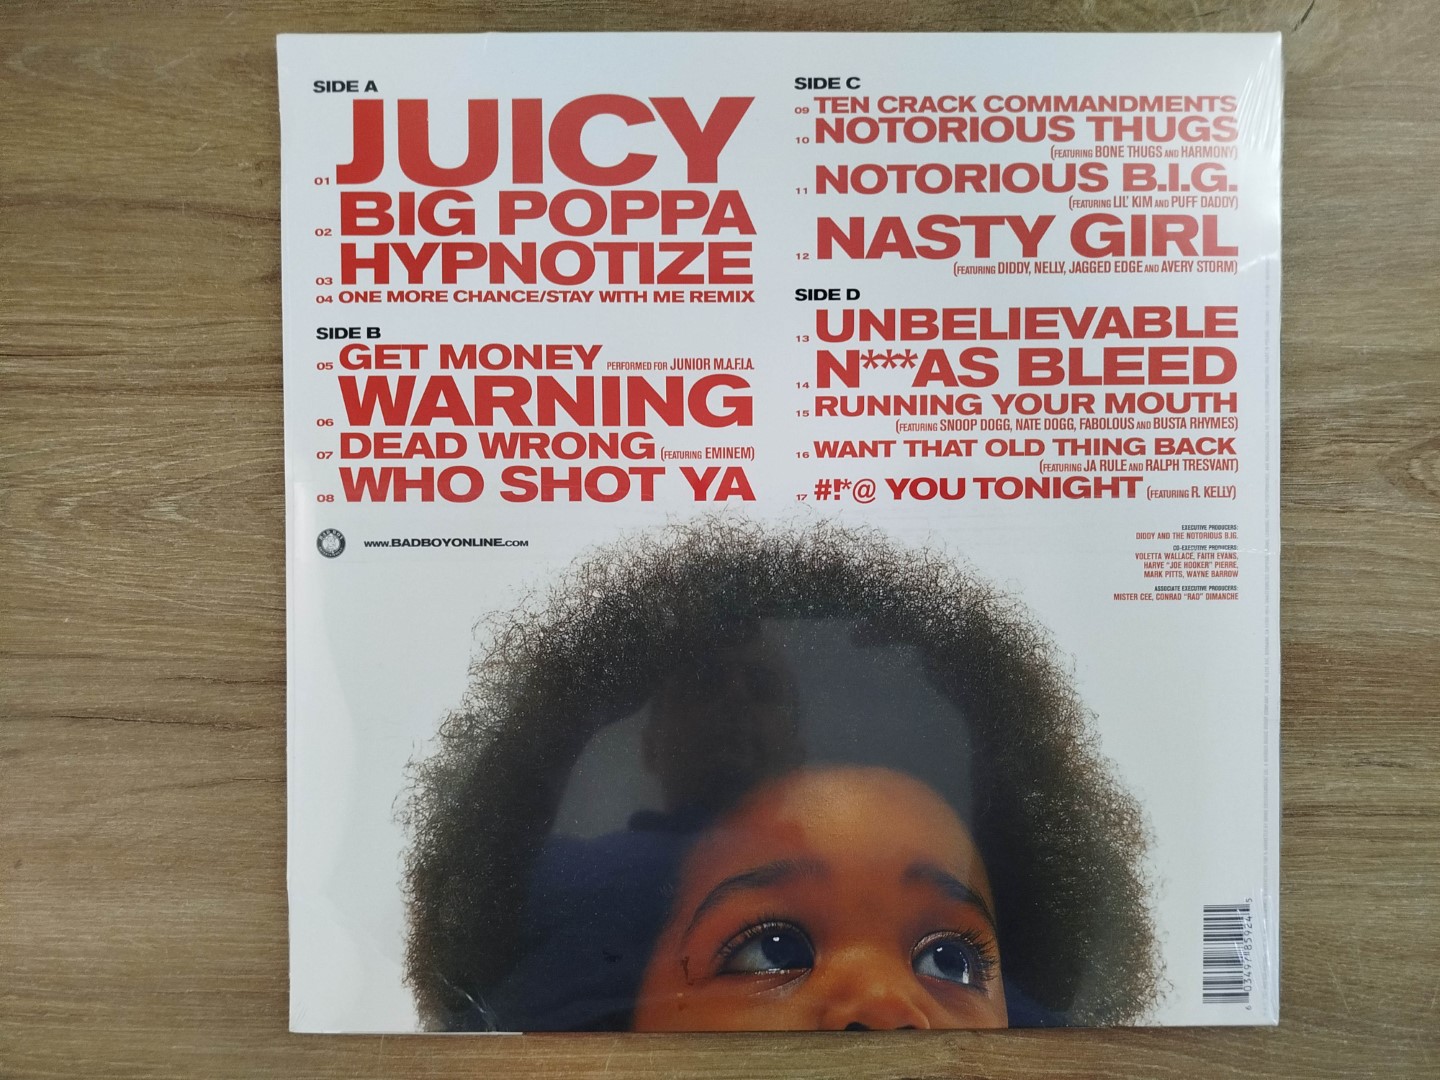 SIDE A
01 JUICY
02 BIG POPPA
03 HYPNOTIZE
04 ONE MORE CHANCE/STAY WITH ME REMIX
SIDE B
05 GET MONEY PERFORMED FOR JUNIOR M.A.F.I.A.
06 WARNING
07 DEAD WRONG (FEATURING EMINEM)
08 WHO SHOT YA
www.BADBOYONLINE.COM
SIDE C
09 TEN CRACK COMMANDMENTS
10 NOTORIOUS THUGS
(FEATURING BONE THUGS AND HARMONY)
11 NOTORIOUS B.I.G.
(FEATURING LIL' KIM AND PUFF DADDY)
12 NASTY GIRL
(FEATURING DIDDY, NELLY, JAGGED EDGE AND AVERY STORM)
SIDE D
13 UNBELIEVABLE
14 N***AS BLEED
15 RUNNING YOUR MOUTH
(FEATURING SNOOP DOGG, NATE DOGG, FABOLOUS AND BUSTA RHYMES)
16 WANT THAT OLD THING BACK
(FEATURING JA RULE AND RALPH TRESVANT)
17 #!*@ YOU TONIGHT (FEATURING R. KELLY)
EXECUTIVE PRODUCERS:
DIDDY AND THE NOTORIOUS B.I.G.
CO-EXECUTIVE PRODUCERS:
VOLETTA WALLACE, FAITH EVANS,
HARVE "JOE HOOKER" PIERRE,
MARK PITTS, WAYNE BARROW
ASSOCIATE EXECUTIVE PRODUCERS:
MISTER CEE, CONRAD "RAD" DIMANCHE
6 03497 85924 5